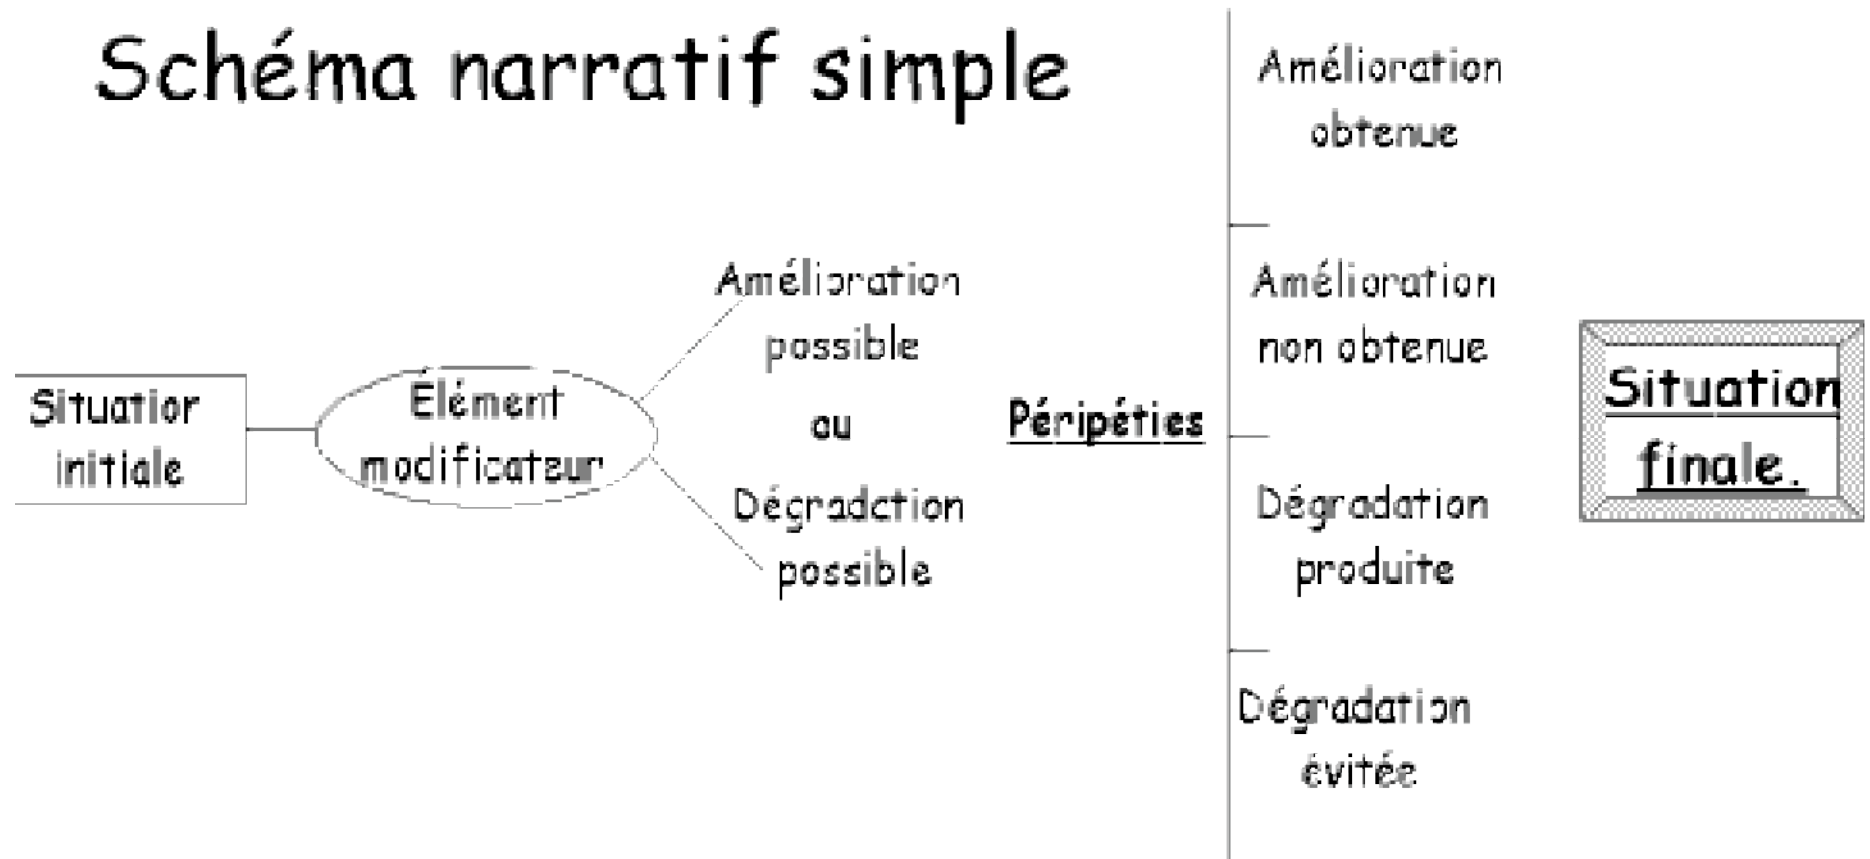 Schéma narratif simple
Situation
initiale
Elément
modificateur
Amélioration
possible
ou
Dégradation
possible
Péripéties
Amélioration
obtenue
Amélioration
non obtenue
Dégradation
produite
Dégradation
évitée
Situation
finale.